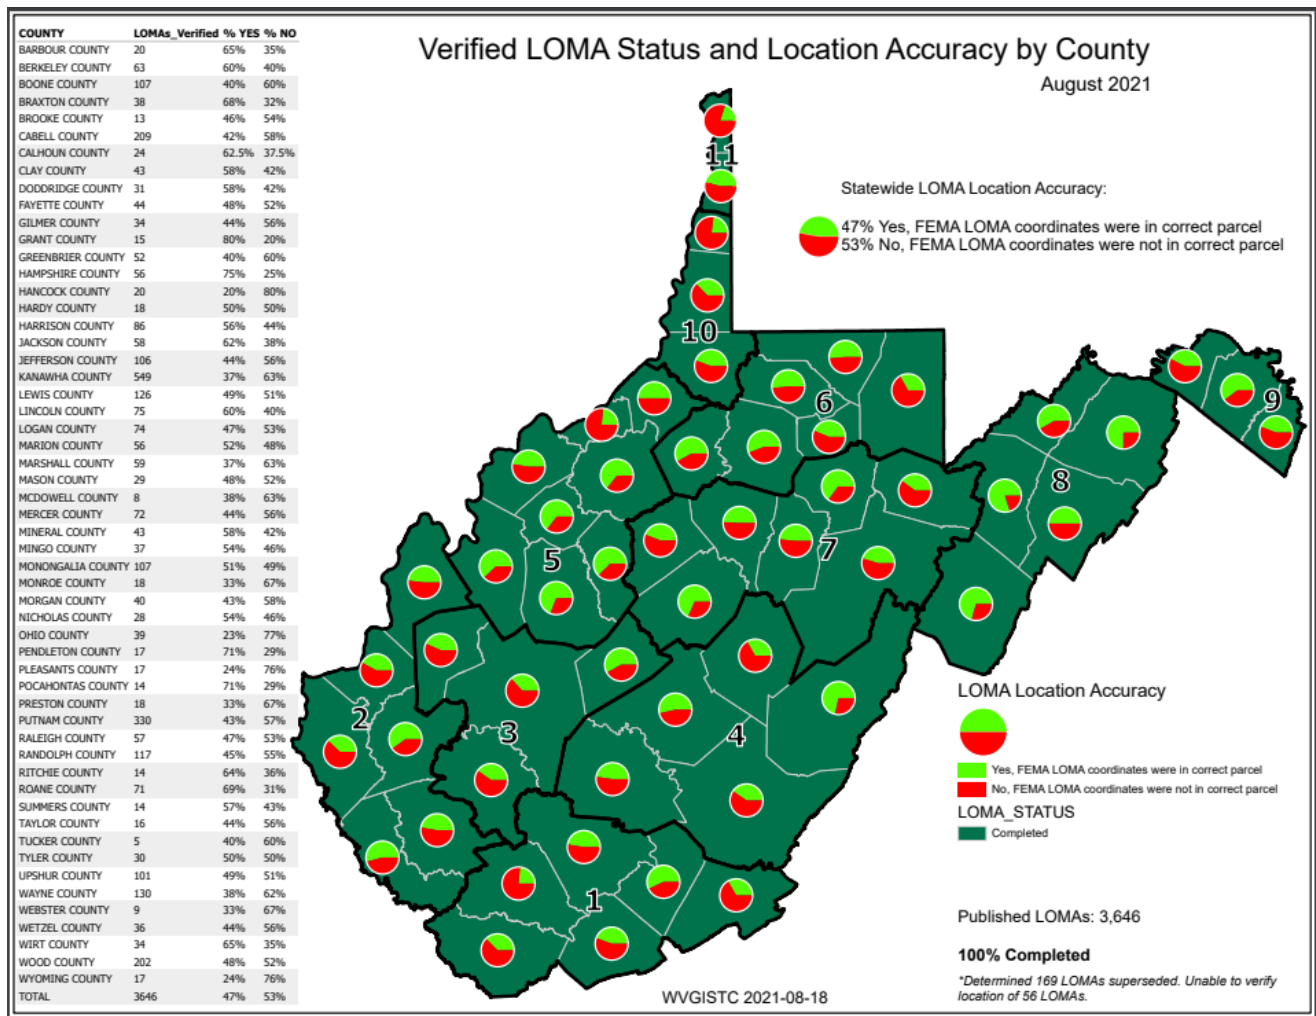 Verified LOMA Status and Location Accuracy by County
August 2021
COUNTY LOMAs_Verified % YES % NO
BARBOUR COUNTY 20 65% 35%
BERKELEY COUNTY 63 60% 40%
BOONE COUNTY 107 40% 60%
BRAXTON COUNTY 38 68% 32%
BROOKE COUNTY 13 46% 54%
CABELL COUNTY 209 42% 58%
CALHOUN COUNTY 24 62.5% 37.5%
CLAY COUNTY 43 58% 42%
DODDRIDGE COUNTY 31 58% 42%
FAYETTE COUNTY 44 48% 52%
GILMER COUNTY 34 44% 56%
GRANT COUNTY 15 80% 20%
GREENBRIER COUNTY 52 40% 60%
HAMPSHIRE COUNTY 56 75% 25%
HANCOCK COUNTY 20 20% 80%
HARDY COUNTY 18 50% 50%
HARRISON COUNTY 86 56% 44%
JACKSON COUNTY 58 62% 38%
JEFFERSON COUNTY 106 44% 56%
KANAWHA COUNTY 549 37% 63%
LEWIS COUNTY 126 49% 51%
LINCOLN COUNTY 75 60% 40%
LOGAN COUNTY 74 47% 53%
MARION COUNTY 56 52% 48%
MARSHALL COUNTY 59 37% 63%
MASON COUNTY 29 48% 52%
MCDOWELL COUNTY 8 38% 63%
MERCER COUNTY 72 44% 56%
MINERAL COUNTY 43 58% 42%
MINGO COUNTY 37 54% 46%
MONONGALIA COUNTY 107 51% 49%
MONROE COUNTY 18 33% 67%
MORGAN COUNTY 40 43% 58%
NICHOLAS COUNTY 28 54% 46%
OHIO COUNTY 39 23% 77%
PENDLETON COUNTY 17 71% 29%
PLEASANTS COUNTY 17 24% 76%
POCAHONTAS COUNTY 14 71% 29%
PRESTON COUNTY 18 33% 67%
PUTNAM COUNTY 330 43% 57%
RALEIGH COUNTY 57 47% 53%
RANDOLPH COUNTY 117 45% 55%
RITCHIE COUNTY 14 64% 36%
ROANE COUNTY 71 69% 31%
SUMMERS COUNTY 14 57% 43%
TAYLOR COUNTY 16 44% 56%
TUCKER COUNTY 5 40% 60%
TYLER COUNTY 30 50% 50%
UPSHUR COUNTY 101 49% 51%
WAYNE COUNTY 130 38% 62%
WEBSTER COUNTY 9 33% 67%
WETZEL COUNTY 36 44% 56%
WIRT COUNTY 34 65% 35%
WOOD COUNTY 202 48% 52%
WYOMING COUNTY 17 24% 76%
TOTAL 3646 47% 53%
11
Statewide LOMA Location Accuracy:
47% Yes, FEMA LOMA coordinates were in correct parcel
53% No, FEMA LOMA coordinates were not in correct parcel
10
6
9
8
7
5
2
3
4
1
LOMA Location Accuracy
Yes, FEMA LOMA coordinates were in correct parcel
No, FEMA LOMA coordinates were not in correct parcel
LOMA_STATUS
Completed
Published LOMAs: 3,646
100% Completed
*Determined 169 LOMAs superseded. Unable to verify
location of 56 LOMAs.
WVGISTC 2021-08-18